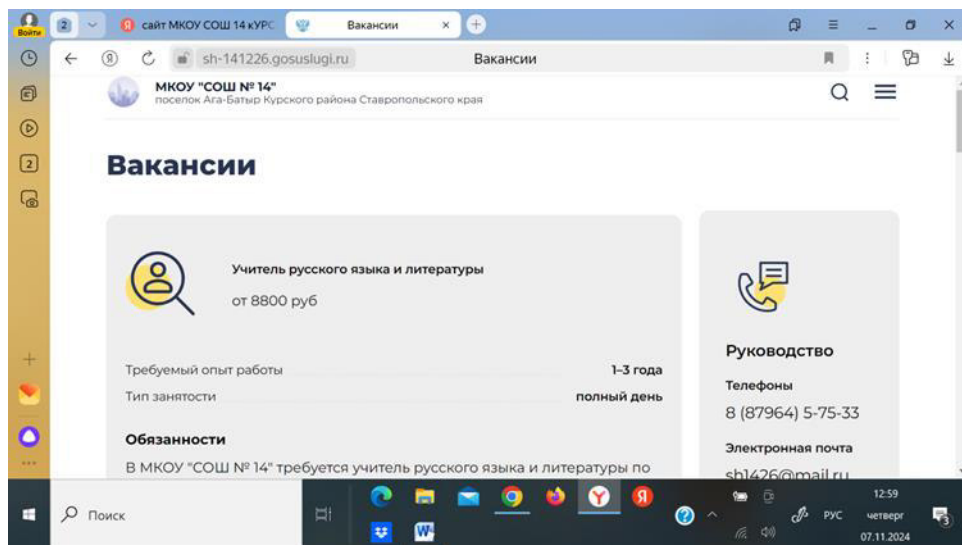 Войти
2
сайт МКОУ СОШ 14 кУРС
Вакансии
sh-141226.gosuslugi.ru
Вакансии
МКОУ "СОШ № 14"
поселок Ага-Батыр Курского района Ставропольского края
2
Вакансии
Учитель русского языка и литературы
от 8800 руб
Требуемый опыт работы
1–3 года
Тип занятости
полный день
Обязанности
В МКОУ "СОШ № 14" требуется учитель русского языка и литературы по
Руководство
Телефоны
8 (87964) 5-75-33
Электронная почта
sh1426@mail.ru
Поиск
РУС
12:59
четверг
07.11.2024
3